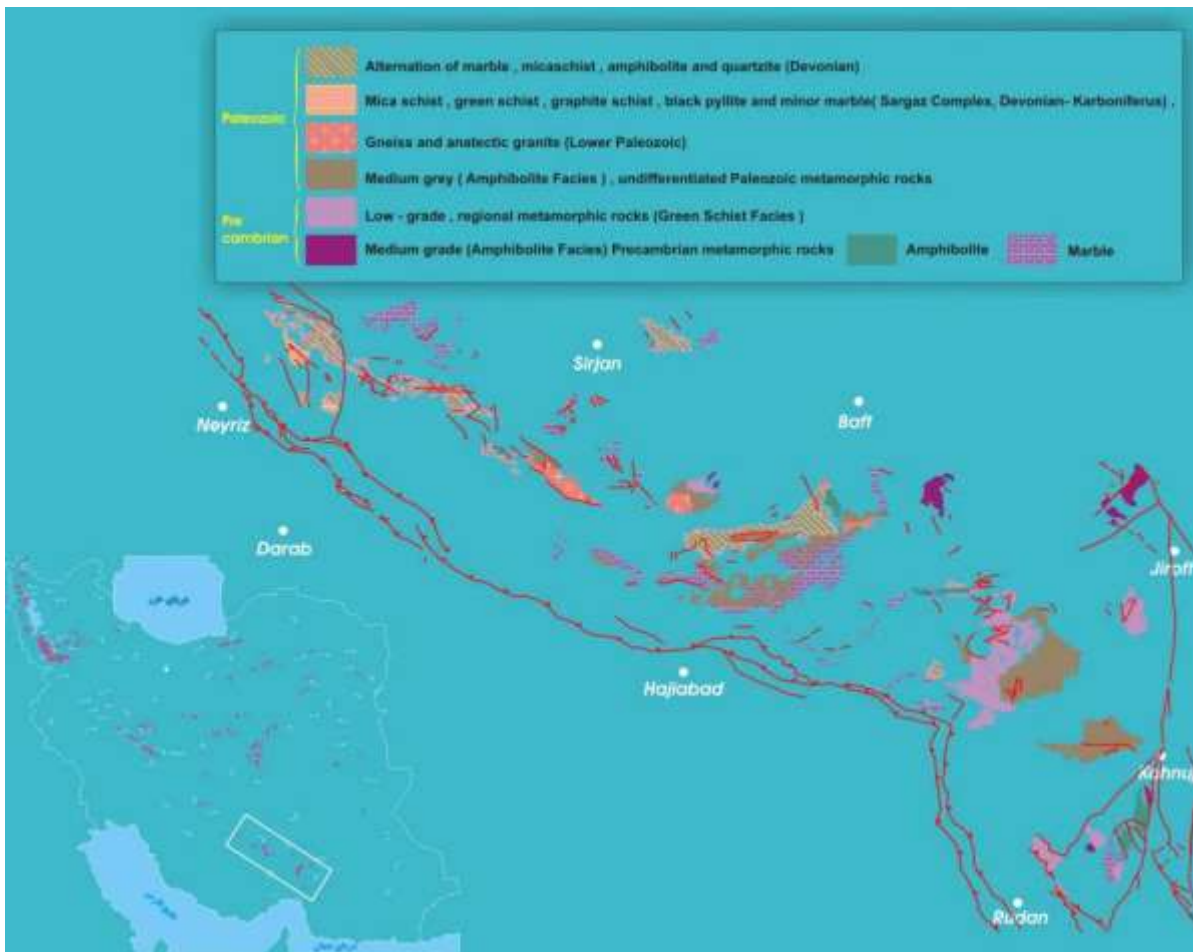 Alternation of marble , micaschist , amphibolite and quartzite (Devonian)
Mica schist , green schist , graphite schist , black pyllite and minor marble( Sargaz Complex, Devonian- Karboniferus) ,
Paleozoic
Gneiss and anatectic granite (Lower Paleozoic)
Medium grey ( Amphibolite Facies ) , undifferentiated Paleozoic metamorphic rocks
Low - grade , regional metamorphic rocks (Green Schist Facies )
Pre
cambrian
Medium grade (Amphibolite Facies) Precambrian metamorphic rocks
Amphibolite
Marble
Sirjan
Neyriz
Baft
Darab
Jiroft
Hajiabad
Kahnuj
Rudan